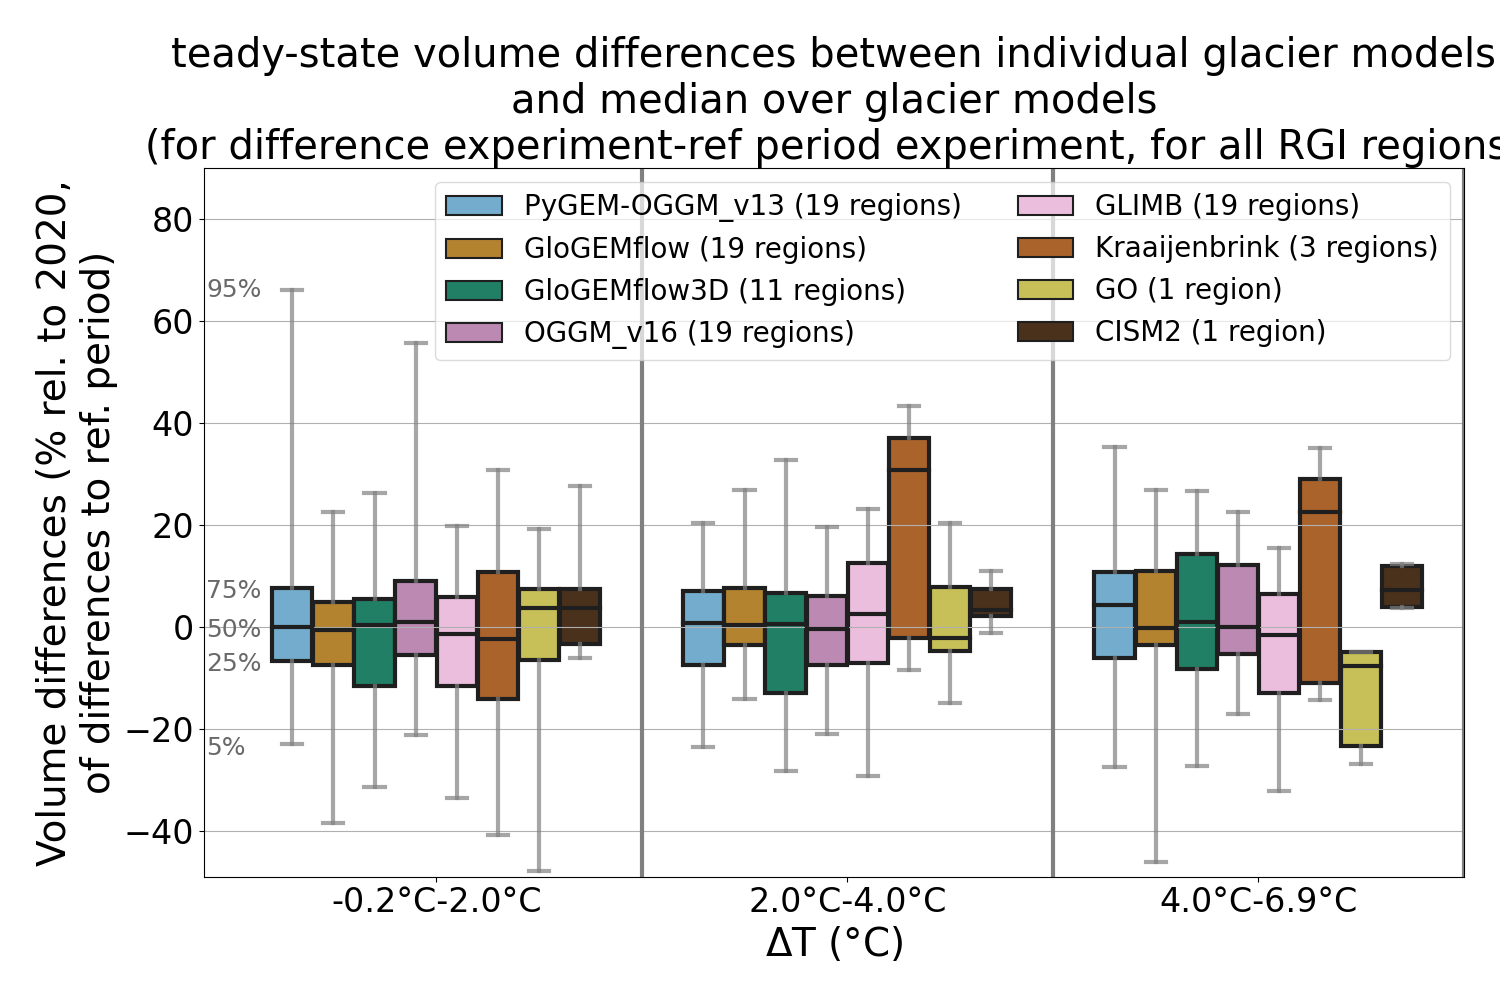 teady-state volume differences between individual glacier models
and median over glacier models
(for difference experiment-ref period experiment, for all RGI regions
Volume differences (% rel. to 2020,
of differences to ref. period)
80
60
40
20
0
−20
−40
95%
75%
50%
25%
5%
PyGEM-OGGM_v13 (19 regions)
GloGEMflow (19 regions)
GloGEMflow3D (11 regions)
OGGM_v16 (19 regions)
GLIMB (19 regions)
Kraaijenbrink (3 regions)
GO (1 region)
CISM2 (1 region)
-0.2°C-2.0°C
2.0°C-4.0°C
4.0°C-6.9°C
ΔT (°C)